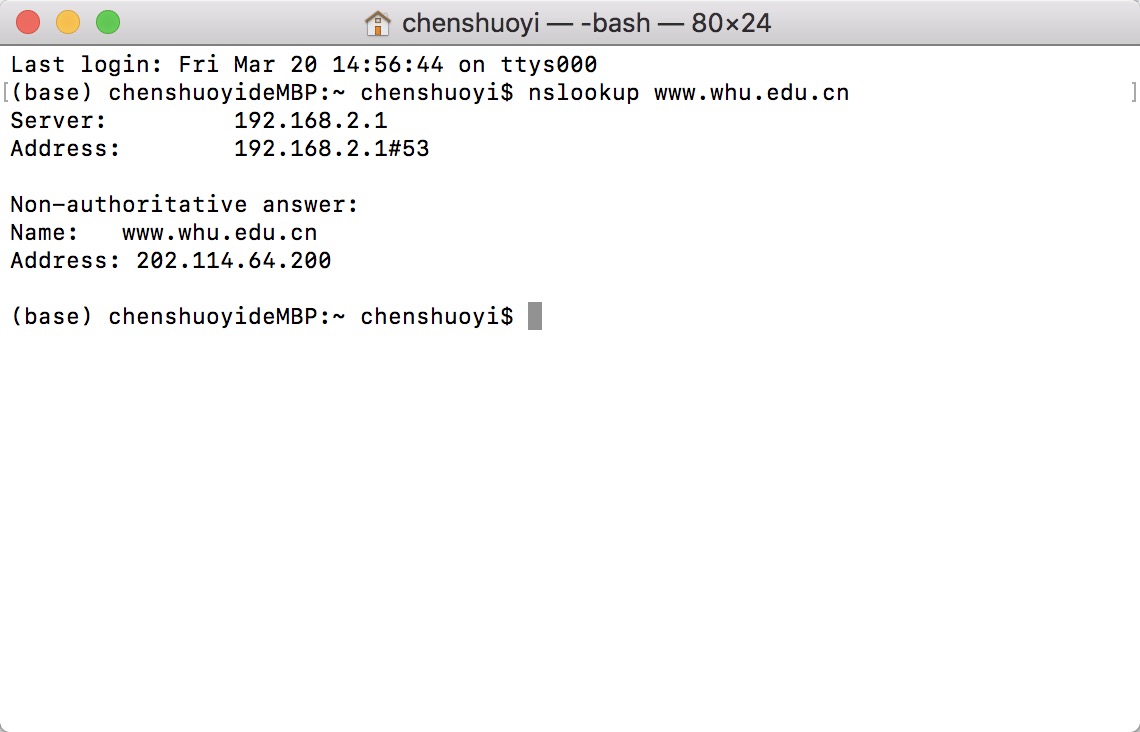 chenshuoyi — -bash — 80×24
Last login: Fri Mar 20 14:56:44 on ttys000
[(base) chenshuoyideMBP:~ chenshuoyi$ nslookup www.whu.edu.cn ]
Server: 192.168.2.1
Address: 192.168.2.1#53
Non-authoritative answer:
Name: www.whu.edu.cn
Address: 202.114.64.200
(base) chenshuoyideMBP:~ chenshuoyi$